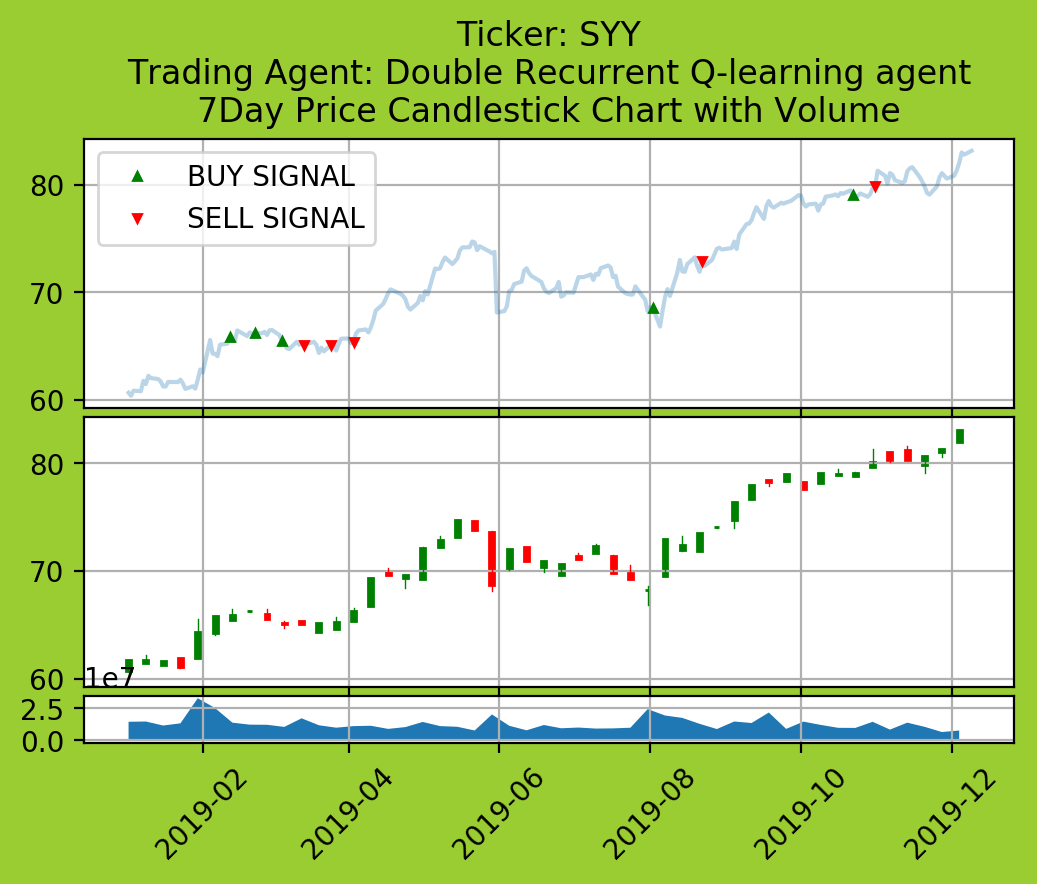 Ticker: SYY
Trading Agent: Double Recurrent Q-learning agent
7Day Price Candlestick Chart with Volume
BUY SIGNAL
SELL SIGNAL
80
70
60
80
70
60
1e7
2.5
0.0
2019-02
2019-04
2019-06
2019-08
2019-10
2019-12